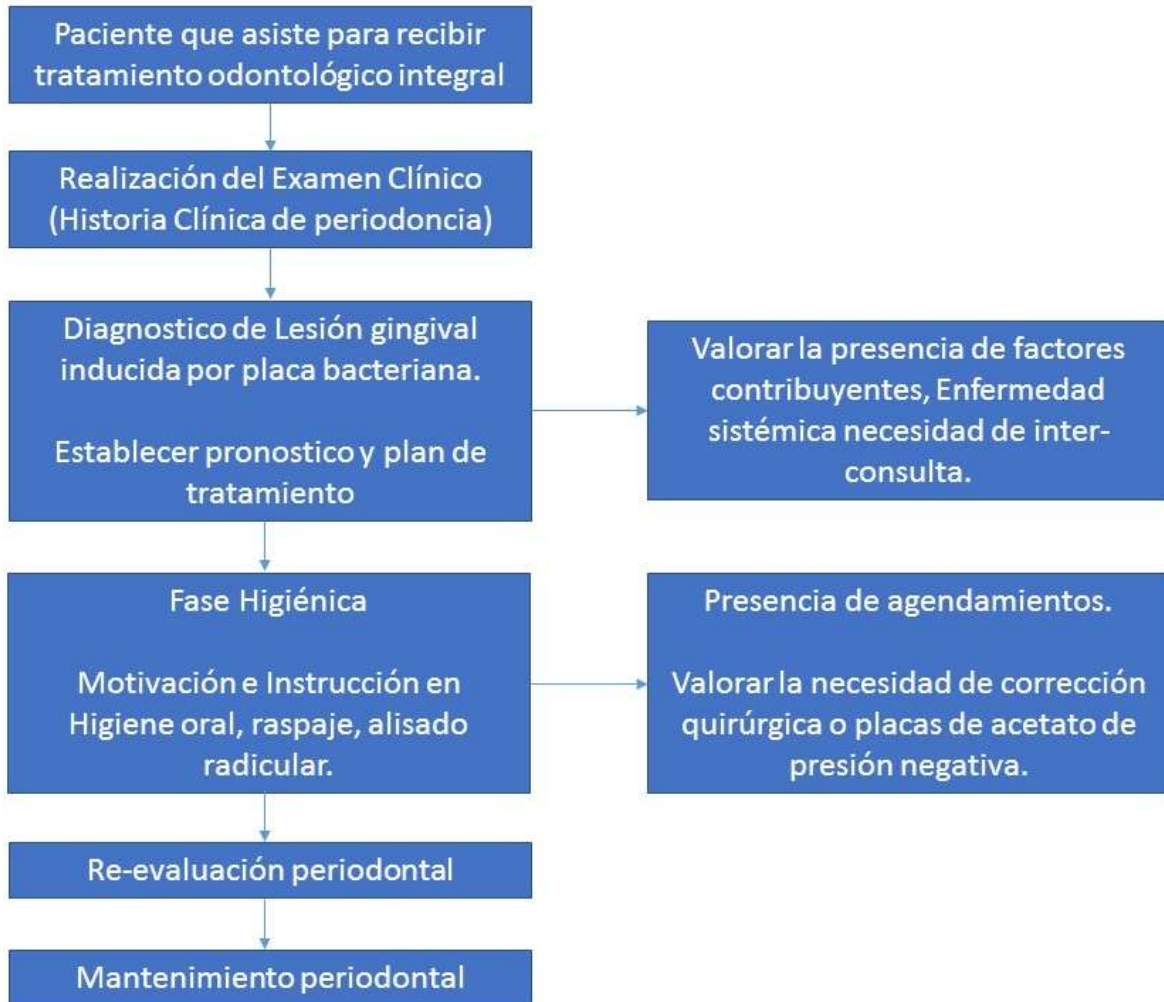 Paciente que asiste para recibir
tratamiento odontológico integral
Realización del Examen Clínico
(Historia Clínica de periodoncia)
Diagnostico de Lesión gingival
inducida por placa bacteriana.
Establecer pronostico y plan de
tratamiento
Valorar la presencia de factores
contribuyentes, Enfermedad
sistémica necesidad de inter-
consulta.
Fase Higiénica
Motivación e Instrucción en
Higiene oral, raspaje, alisado
radicular.
Presencia de agendamientos.
Valorar la necesidad de corrección
quirúrgica o placas de acetato de
presión negativa.
Re-evaluación periodontal
Mantenimiento periodontal